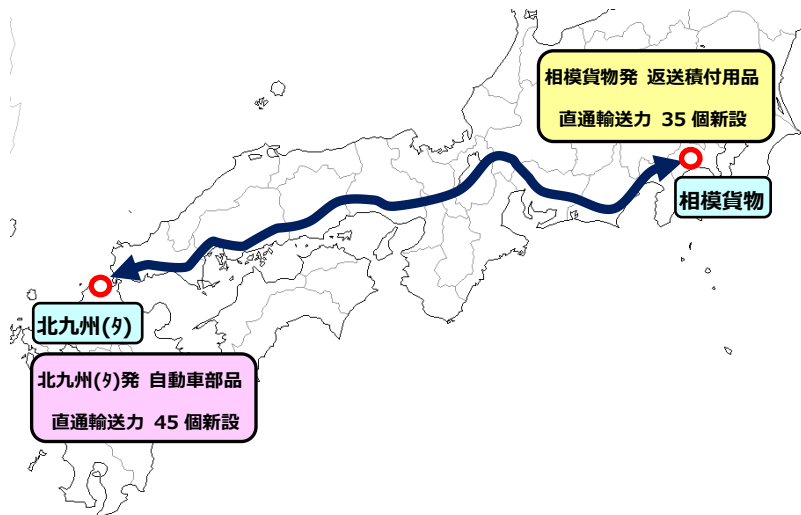 相模貨物発 返送積付用品
直通輸送力 35 個新設
相模貨物
北九州(タ)
北九州(ﾀ)発 自動車部品
直通輸送力 45 個新設